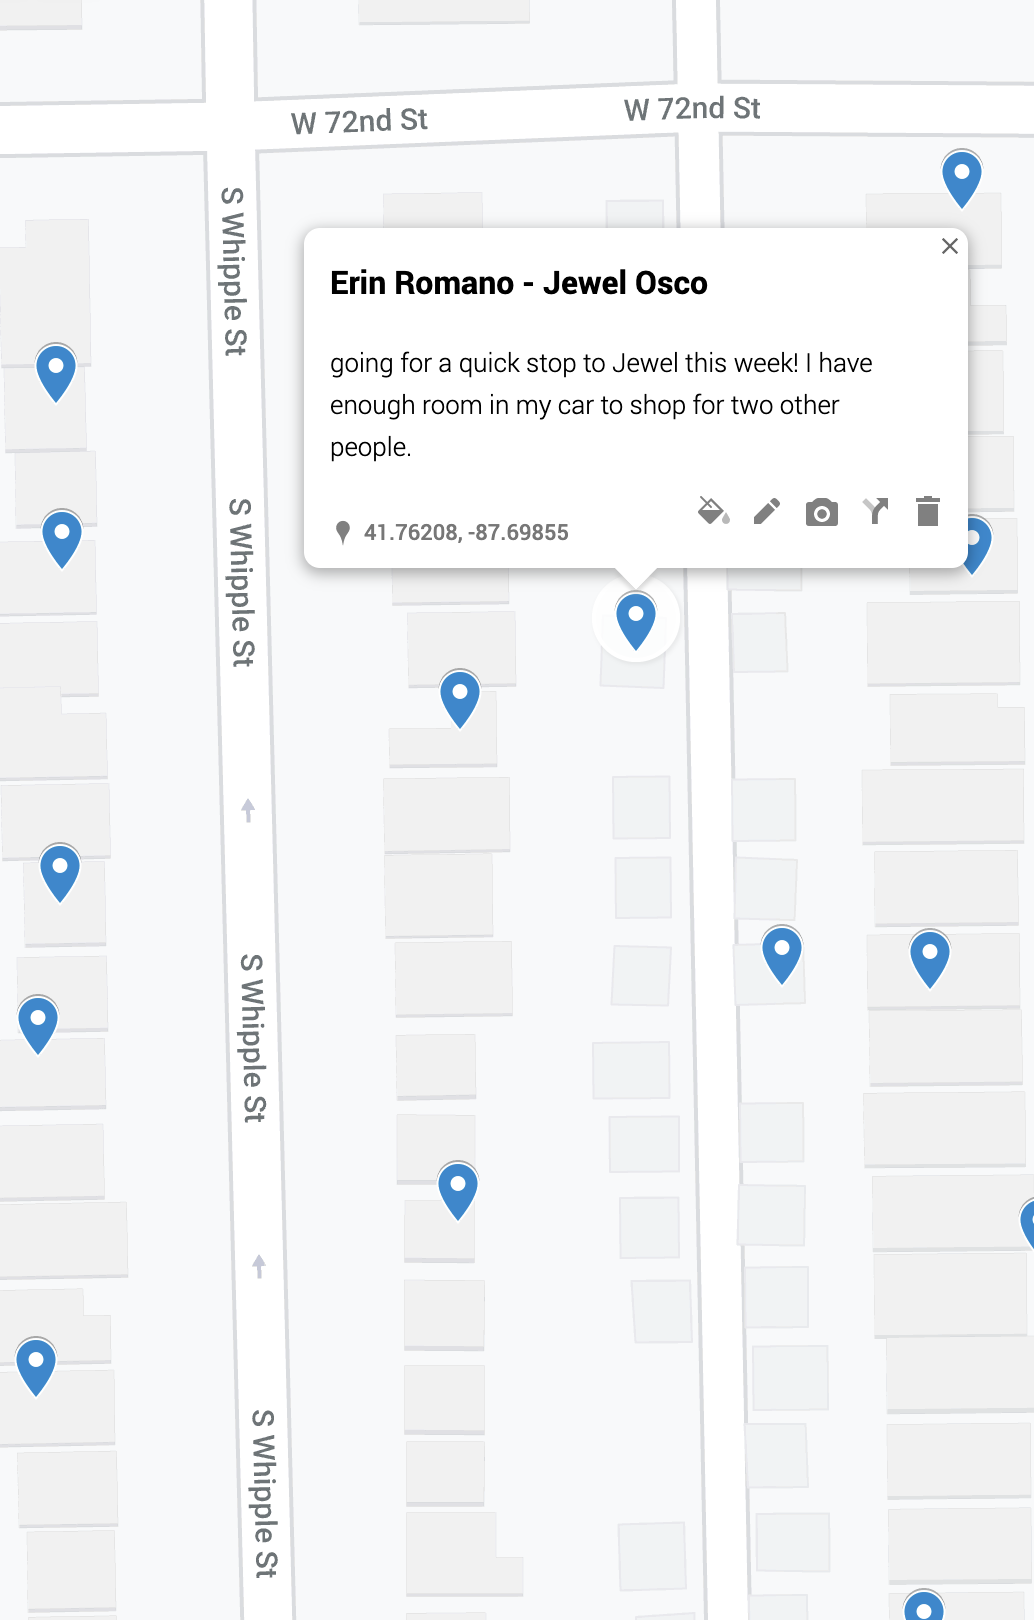 W 72nd St
W 72nd St
S Whipple St
Erin Romano - Jewel Osco
going for a quick stop to Jewel this week! I have
enough room in my car to shop for two other
people.
41.76208, -87.69855
S Whipple St
S Whipple St
S Whipple St